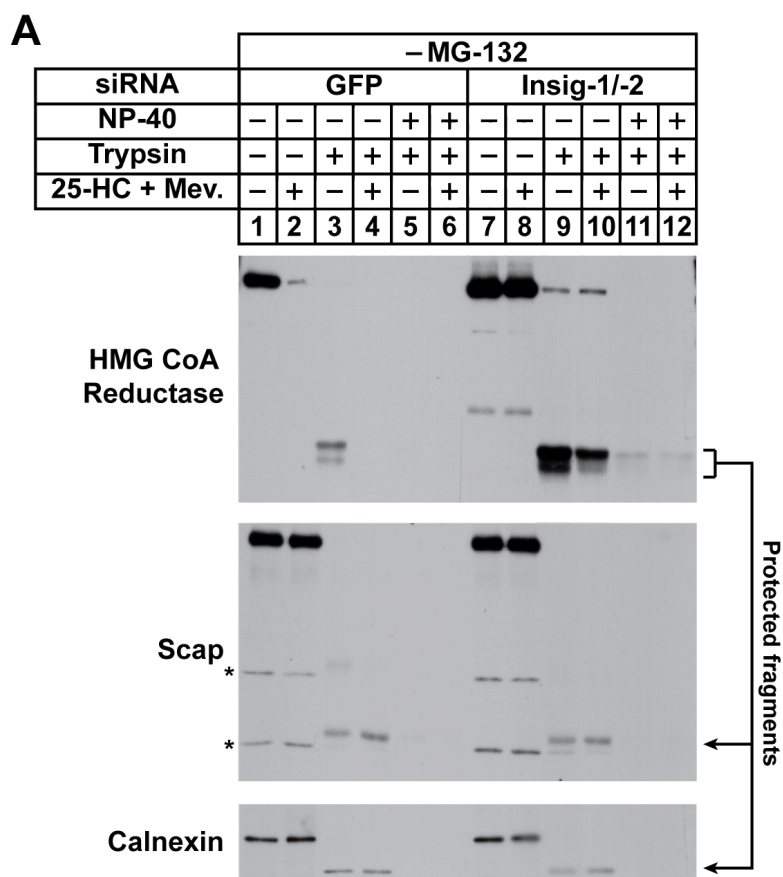 A
–MG-132
siRNA GFP Insig-1/-2
NP-40 – – – – + + – – – – + +
Trypsin – – + + + + – – + + + +
25-HC + Mev. – + – + – + – + – + – +
1 2 3 4 5 6 7 8 9 10 11 12
HMG CoA
Reductase
Scap
*
*
Calnexin
Protected fragments